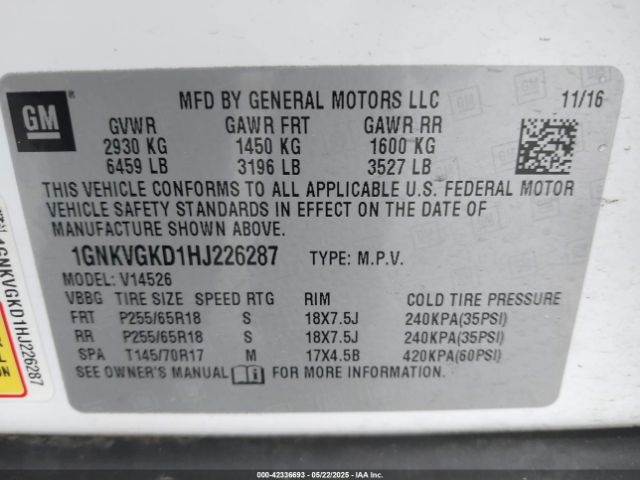 GM
®
MFD BY GENERAL MOTORS LLC 11/16
GVWR GAWR FRT GAWR RR
2930 KG 1450 KG 1600 KG
6459 LB 3196 LB 3527 LB
THIS VEHICLE CONFORMS TO ALL APPLICABLE U.S. FEDERAL MOTOR
VEHICLE SAFETY STANDARDS IN EFFECT ON THE DATE OF
MANUFACTURE SHOWN ABOVE.
1GNKVGKD1HJ226287 TYPE: M.P.V.
MODEL: V14526
VBBG TIRE SIZE SPEED RTG RIM COLD TIRE PRESSURE
FRT P255/65R18 S 18X7.5J 240KPA(35PSI)
RR P255/65R18 S 18X7.5J 240KPA(35PSI)
SPA T145/70R17 M 17X4.5B 420KPA(60PSI)
SEE OWNER'S MANUAL FOR MORE INFORMATION.
1GNKVGKD1HJ226287
000-42336693 - 05/22/2025 - IAAI.COM